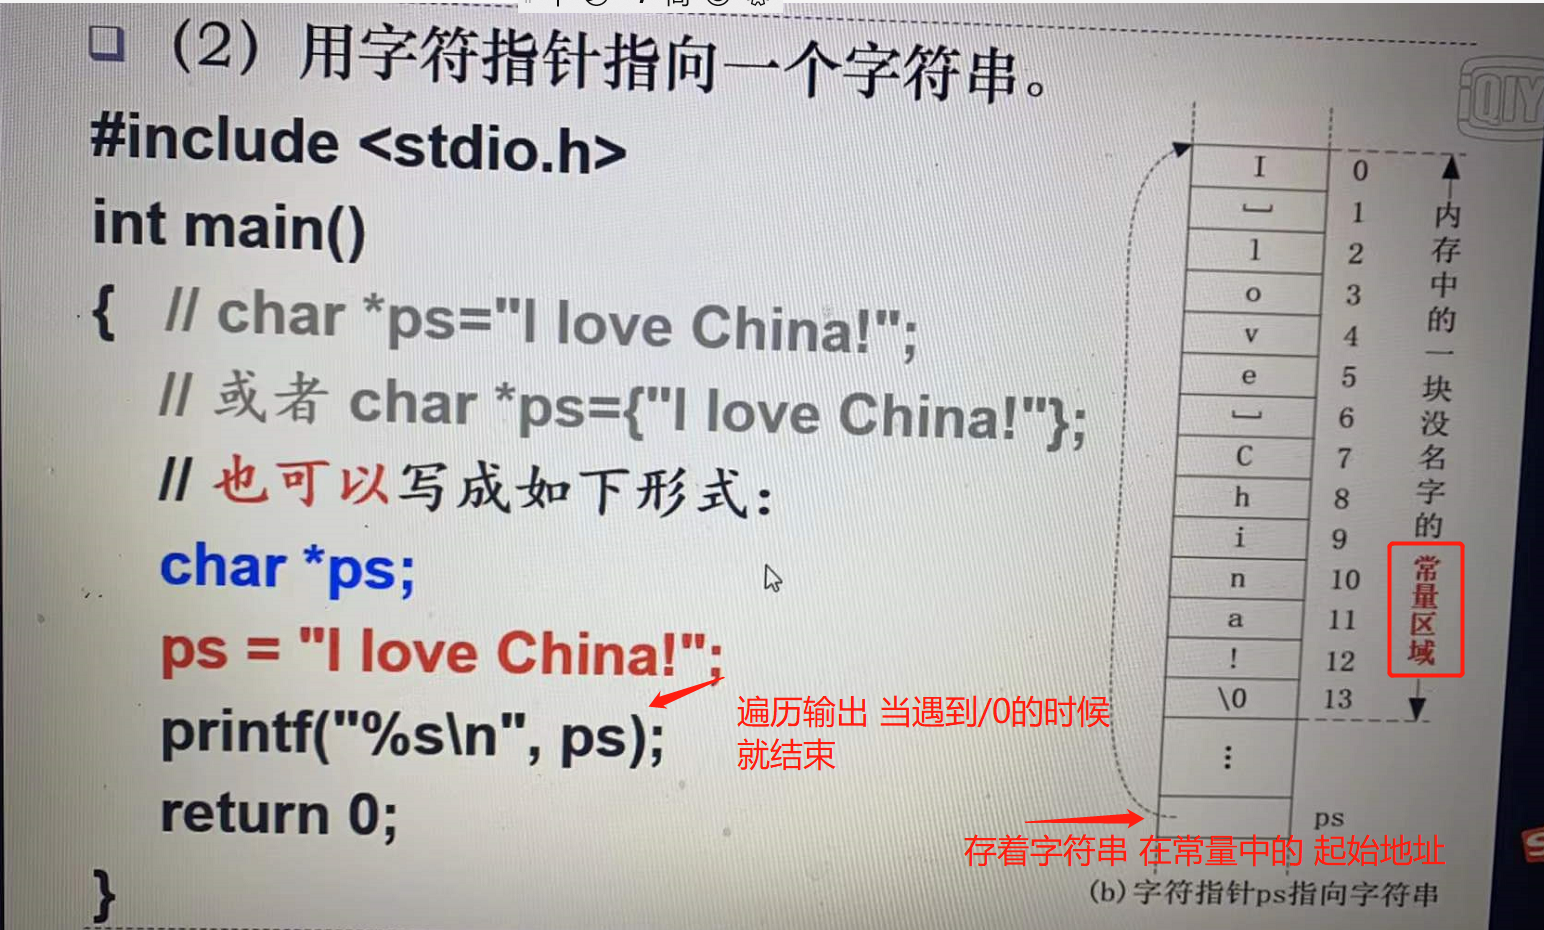 （2）用字符指针指向一个字符串。
#include <stdio.h>
int main()
{ // char *ps="I love China!";
// 或者 char *ps={"I love China!"};
// 也可以写成如下形式：
char *ps;
ps = "I love China!";
printf("%s\n", ps);
return 0;
}
遍历输出 当遇到/0的时候
就结束
iQIY
I 0
⎵ 1
l 2
o 3
v 4
e 5
⎵ 6
C 7
h 8
i 9
n 10
a 11
! 12
\0 13
⋮
ps
内存中的一块没名字的常量区域
存着字符串 在常量中的 起始地址
(b)字符指针ps指向字符串